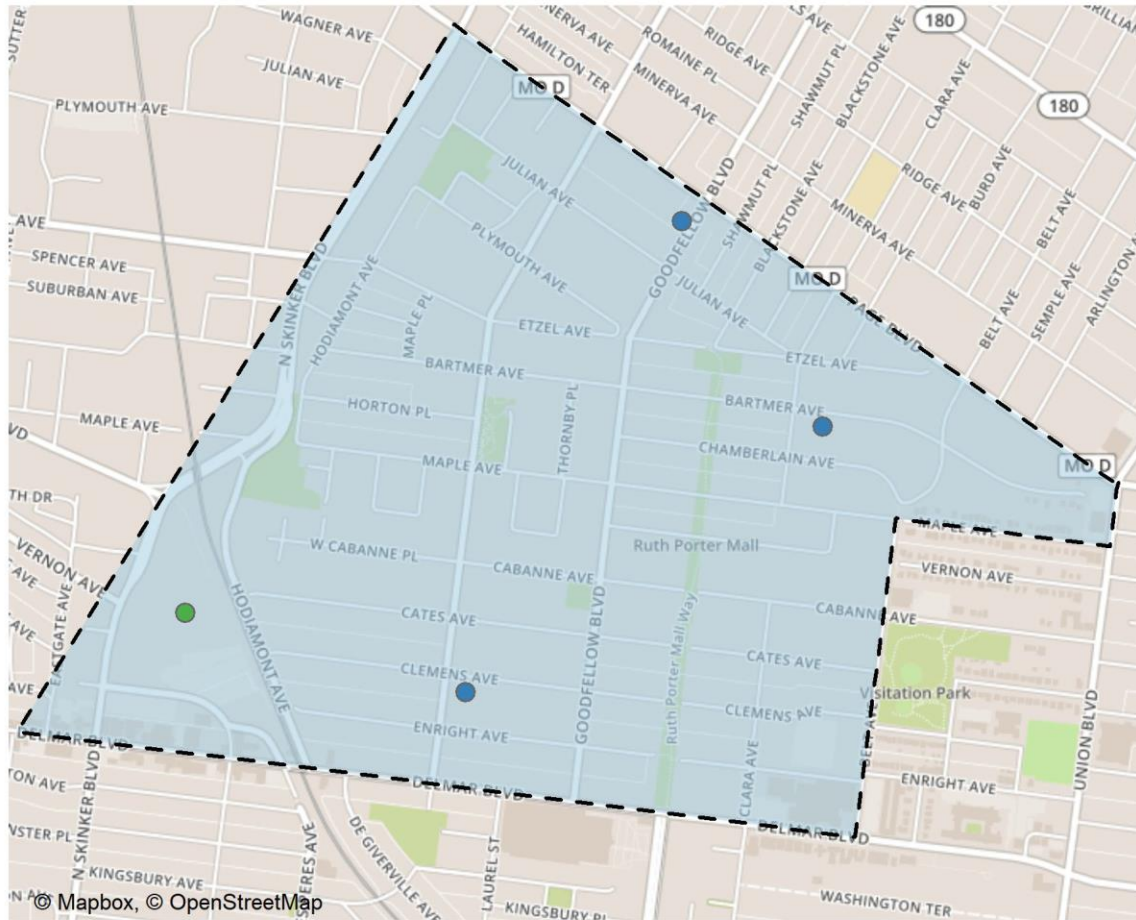 WAGNER AVE
MINERVA AVE
HAMILTON TER
ROMAINE PL
RIDGE AVE
180
JULIAN AVE
MINERVA AVE
SHAWMUT PL
BLACKSTONE AVE
CLARA AVE
MO D
PLYMOUTH AVE
180
BURD AVE
RIDGE AVE
BELT AVE
JULIAN AVE
GOODFELLOW BLVD
SHAWMUT PL
BLACKSTONE AVE
MINERVA AVE
ARLINGTON A
SEMPLE AVE
PLYMOUTH AVE
SPENCER AVE
SUBURBAN AVE
N SKINKER BLVD
HODIAMONT AVE
MAPLE PL
JULIAN AVE
MO D
PAGE BLVD
BELT AVE
ETZEL AVE
ETZEL AVE
BARTMER AVE
BARTMER AVE
HORTON PL
THORNBY PL
MAPLE AVE
CHAMBERLAIN AVE
MAPLE AVE
MO D
TH DR
MAPLE AVE
W CABANNE PL
Ruth Porter Mall
VERNON AVE
VERNON AVE
CABANNE AVE
CABANNE AVE
EASTGATE AVE
HODIAMONT AVE
CATES AVE
GOODFELLOW BLVD
Ruth Porter Mall Way
CATES AVE
CLEMENS AVE
Visitation Park
CLEMENS AVE
ENRIGHT AVE
CLARA AVE
UNION BLVD
DELMAR BLVD
ENRIGHT AVE
DELMAR BLVD
DELMAR BLVD
N SKINKER BLVD
DE GIVERVILLE AVE
LAUREL ST
KINGSBURY AVE
WASHINGTON TER
KINGSBURY PL
© Mapbox, © OpenStreetMap